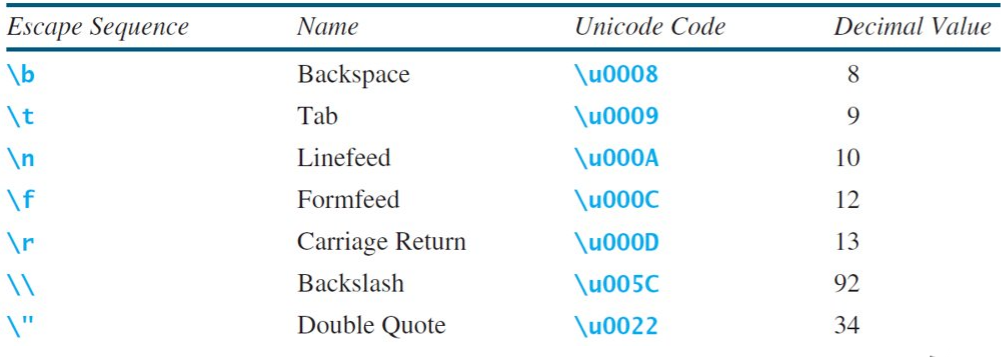 Escape Sequence Name Unicode Code Decimal Value
\b Backspace \u0008 8
\t Tab \u0009 9
\n Linefeed \u000A 10
\f Formfeed \u000C 12
\r Carriage Return \u000D 13
\\ Backslash \u005C 92
\" Double Quote \u0022 34